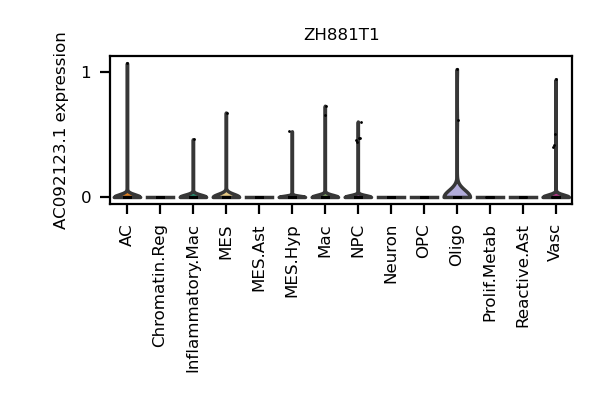 ZH881T1
AC092123.1 expression
1
0
AC
Chromatin.Reg
Inflammatory.Mac
MES
MES.Ast
MES.Hyp
Mac
NPC
Neuron
OPC
Oligo
Prolif.Metab
Reactive.Ast
Vasc